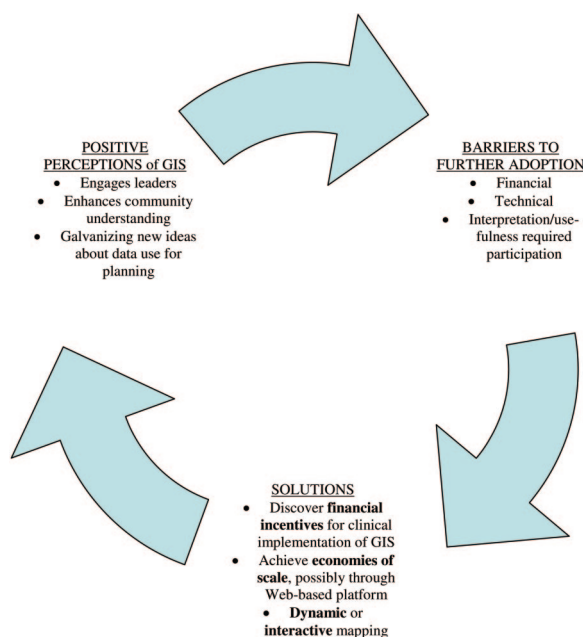 POSITIVE
PERCEPTIONS of GIS
• Engages leaders
• Enhances community
understanding
• Galvanizing new ideas
about data use for
planning
BARRIERS TO
FURTHER ADOPTION
• Financial
• Technical
• Interpretation/use-
fulness required
participation
SOLUTIONS
• Discover financial
incentives for clinical
implementation of GIS
• Achieve economies of
scale, possibly through
Web-based platform
• Dynamic or
interactive mapping